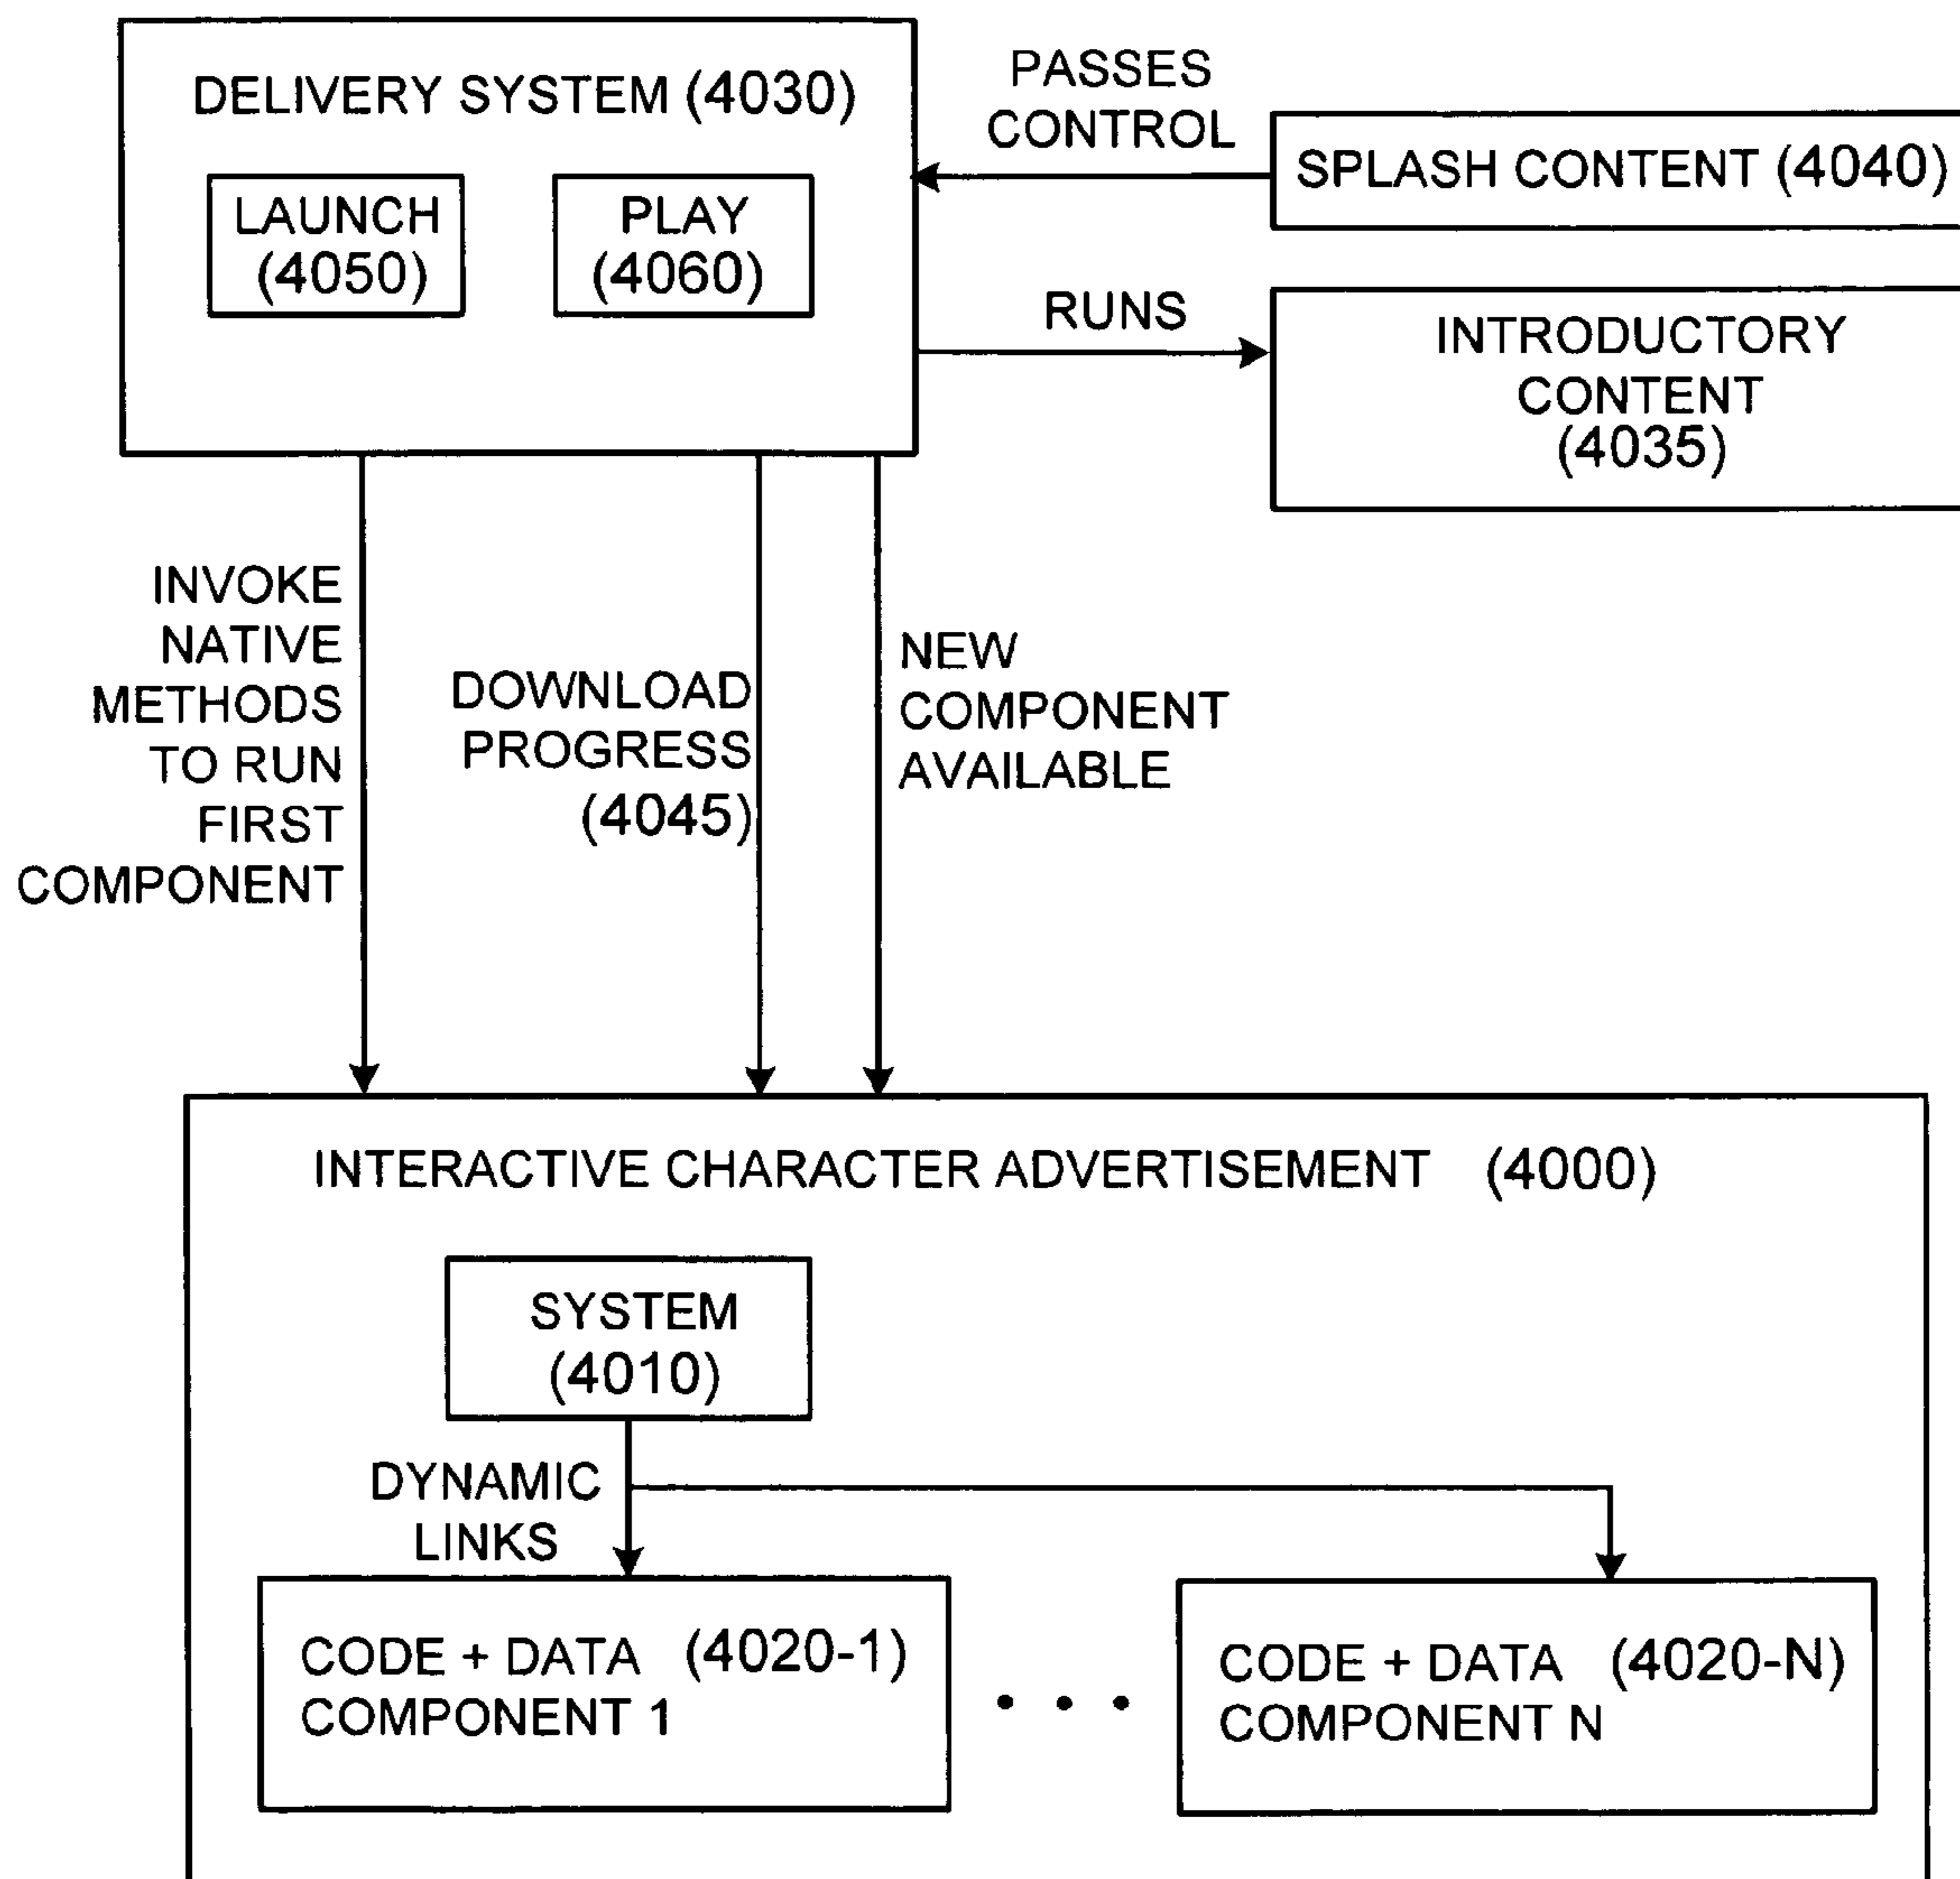 DELIVERY SYSTEM (4030)
LAUNCH
(4050)
PLAY
(4060)
PASSES
CONTROL
SPLASH CONTENT (4040)
RUNS
INTRODUCTORY
CONTENT
(4035)
INVOKE
NATIVE
METHODS
TO RUN
FIRST
COMPONENT
DOWNLOAD
PROGRESS
(4045)
NEW
COMPONENT
AVAILABLE
INTERACTIVE CHARACTER ADVERTISEMENT (4000)
SYSTEM
(4010)
DYNAMIC
LINKS
CODE + DATA (4020-1)
COMPONENT 1
• • •
CODE + DATA (4020-N)
COMPONENT N